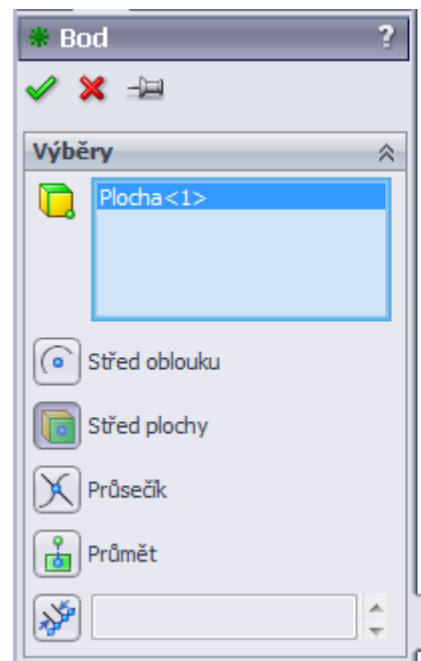 Bod ?
Výběry
Plocha<1>
Střed oblouku
Střed plochy
Průsečík
Průmět